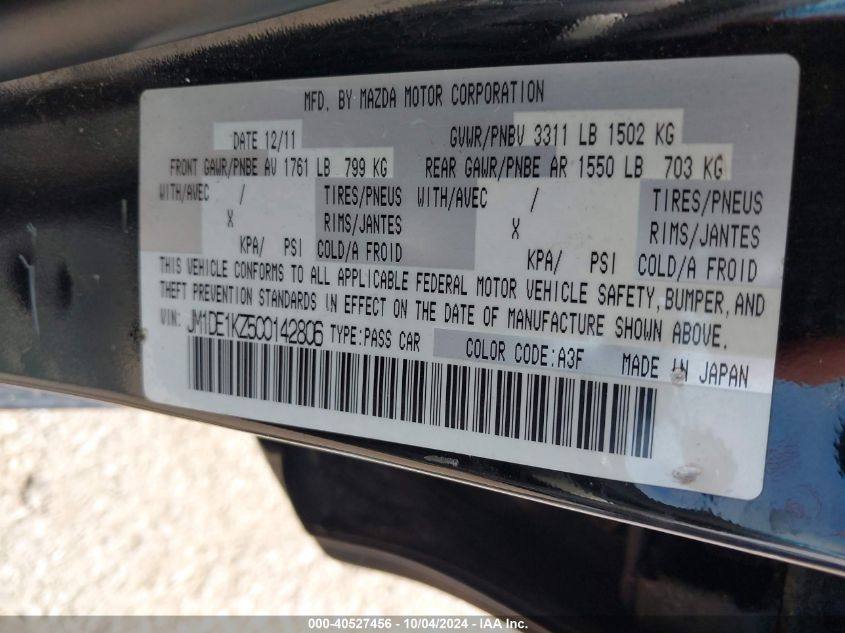 MFD. BY MAZDA MOTOR CORPORATION
DATE 12/11 GVWR/PNBV 3311 LB 1502 KG
FRONT GAWR/PNBE AV 1761 LB 799 KG REAR GAWR/PNBE AR 1550 LB 703 KG
WITH/AVEC / TIRES/PNEUS WITH/AVEC / TIRES/PNEUS
X RIMS/JANTES X RIMS/JANTES
KPA/ PSI COLD/A FROID KPA/ PSI COLD/A FROID
THIS VEHICLE CONFORMS TO ALL APPLICABLE FEDERAL MOTOR VEHICLE SAFETY, BUMPER, AND
THEFT PREVENTION STANDARDS IN EFFECT ON THE DATE OF MANUFACTURE SHOWN ABOVE.
VIN: JM1DE1KZ5C0142806 TYPE:PASS CAR COLOR CODE:A3F MADE IN JAPAN
000-40527456 - 10/04/2024 - IAA Inc.